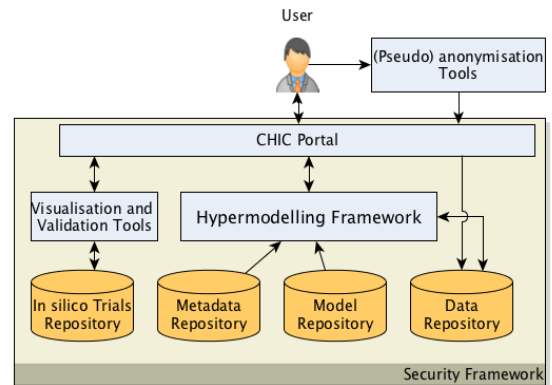 User
(Pseudo) anonymisation
Tools
CHIC Portal
Visualisation and
Validation Tools
Hypermodelling Framework
In silico Trials
Repository
Metadata
Repository
Model
Repository
Data
Repository
Security Framework